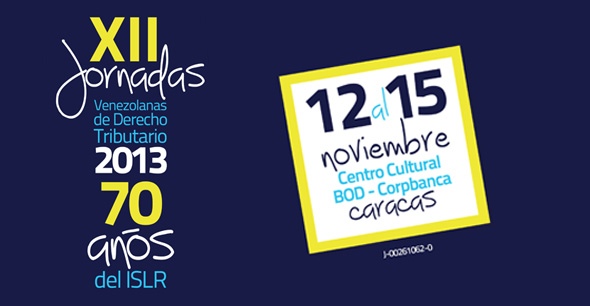 XII
Jornadas
Venezolanas
de Derecho
Tributario
2013
70
años
del ISLR
12 al 15
noviembre
Centro Cultural
BOD - Corpbanca
caracas
J-00261062-0